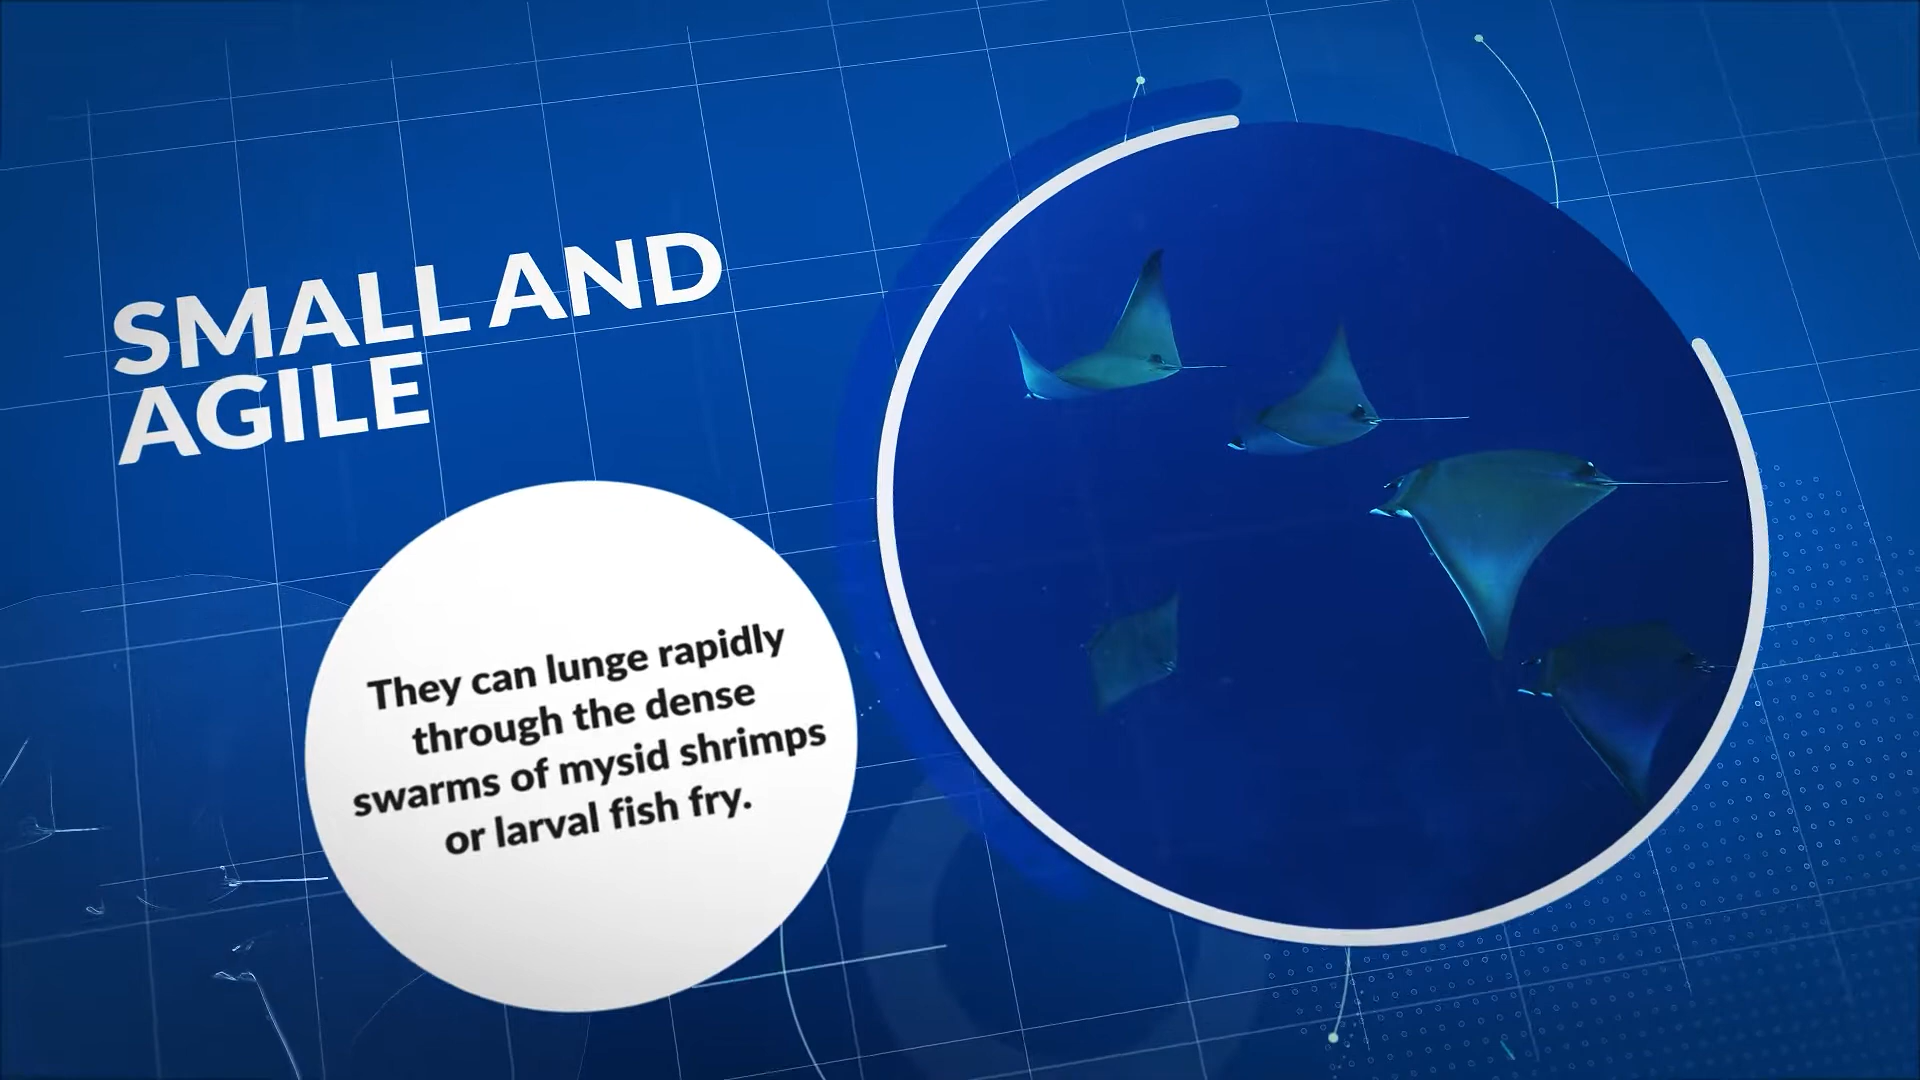 SMALL AND
AGILE
They can lunge rapidly
through the dense
swarms of mysid shrimps
or larval fish fry.